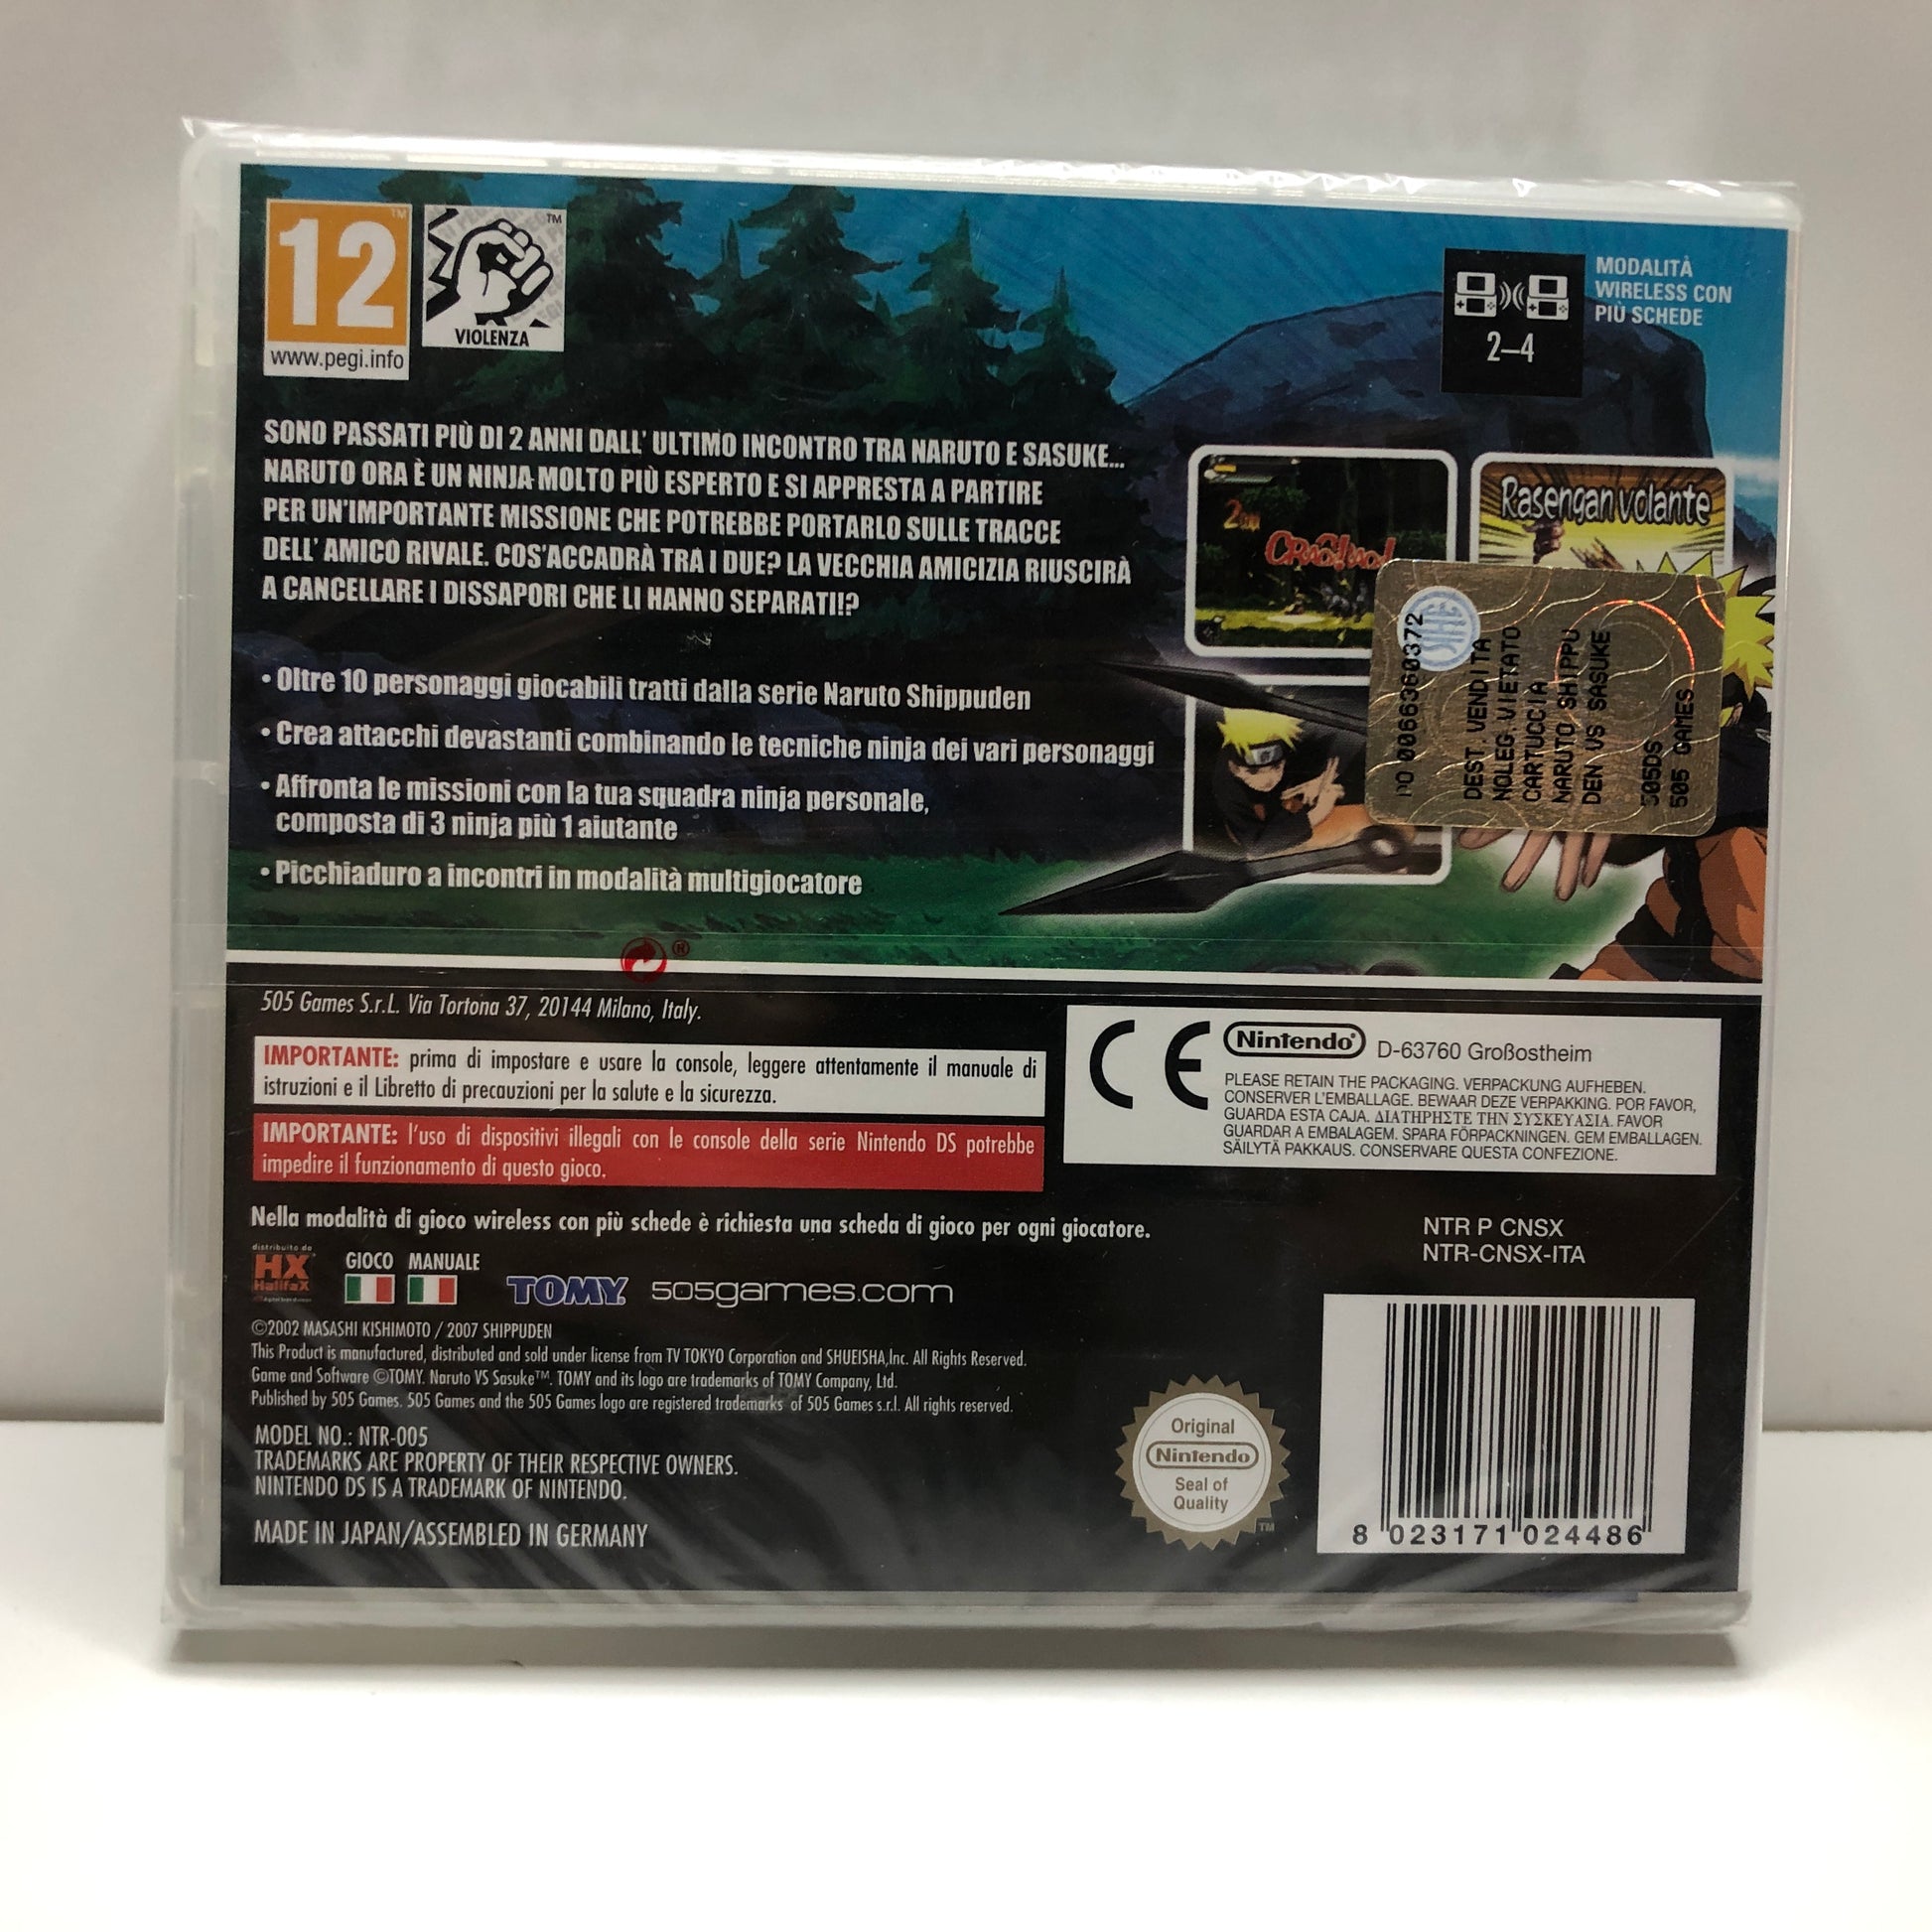 12
™
www.pegi.info
™
VIOLENZA
2–4
MODALITÀ
WIRELESS CON
PIÙ SCHEDE
SONO PASSATI PIÙ DI 2 ANNI DALL' ULTIMO INCONTRO TRA NARUTO E SASUKE...
NARUTO ORA È UN NINJA MOLTO PIÙ ESPERTO E SI APPRESTA A PARTIRE
PER UN'IMPORTANTE MISSIONE CHE POTREBBE PORTARLO SULLE TRACCE
DELL' AMICO RIVALE. COS'ACCADRÀ TRA I DUE? LA VECCHIA AMICIZIA RIUSCIRÀ
A CANCELLARE I DISSAPORI CHE LI HANNO SEPARATI!?
• Oltre 10 personaggi giocabili tratti dalla serie Naruto Shippuden
• Crea attacchi devastanti combinando le tecniche ninja dei vari personaggi
• Affronta le missioni con la tua squadra ninja personale,
composta di 3 ninja più 1 aiutante
• Picchiaduro a incontri in modalità multigiocatore
Rasengan volante
00663660372
DEST VENDITA
NOLEG.VIETATO
CARTUCCIA
NARUTO SHIPPU
DEN VS SASUKE
505DS
505 GAMES
®
505 Games S.r.L. Via Tortona 37, 20144 Milano, Italy.
IMPORTANTE: prima di impostare e usare la console, leggere attentamente il manuale di
istruzioni e il Libretto di precauzioni per la salute e la sicurezza.
IMPORTANTE: l'uso di dispositivi illegali con le console della serie Nintendo DS potrebbe
impedire il funzionamento di questo gioco.
CE
Nintendo® D-63760 Großostheim
PLEASE RETAIN THE PACKAGING. VERPACKUNG AUFHEBEN.
CONSERVER L'EMBALLAGE. BEWAAR DEZE VERPAKKING. POR FAVOR,
GUARDA ESTA CAJA. ΔΙΑΤΗΡΗΣΤΕ ΤΗΝ ΣΥΣΚΕΥΑΣΙΑ. FAVOR
GUARDAR A EMBALAGEM. SPARA FÖRPACKNINGEN. GEM EMBALLAGEN.
SÄILYTÄ PAKKAUS. CONSERVARE QUESTA CONFEZIONE.
Nella modalità di gioco wireless con più schede è richiesta una scheda di gioco per ogni giocatore.
NTR P CNSX
NTR-CNSX-ITA
distribuito da
HX
HalifaX
GIOCO MANUALE
TOMY
505games.com
©2002 MASASHI KISHIMOTO / 2007 SHIPPUDEN
This Product is manufactured, distributed and sold under license from TV TOKYO Corporation and SHUEISHA,Inc. All Rights Reserved.
Game and Software ©TOMY. Naruto VS Sasuke™. TOMY and its logo are trademarks of TOMY Company, Ltd.
Published by 505 Games. 505 Games and the 505 Games logo are registered trademarks of 505 Games s.r.l. All rights reserved.
MODEL NO.: NTR-005
TRADEMARKS ARE PROPERTY OF THEIR RESPECTIVE OWNERS.
NINTENDO DS IS A TRADEMARK OF NINTENDO.
MADE IN JAPAN/ASSEMBLED IN GERMANY
Original
Nintendo
Seal of
Quality
TM
8 023171 024486